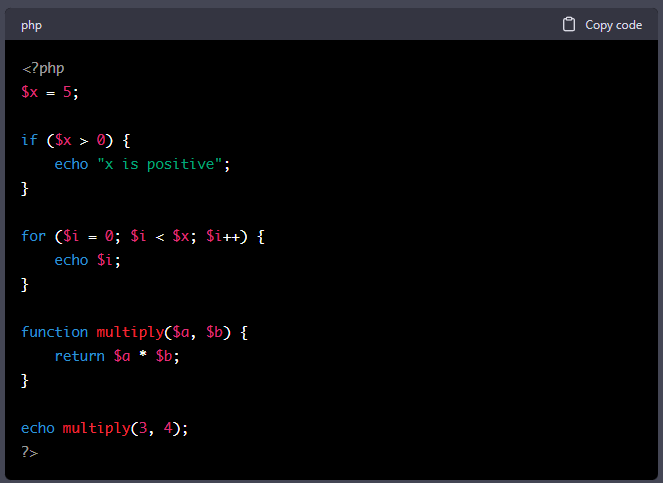 php Copy code
<?php
$x = 5;
if ($x > 0) {
    echo "x is positive";
}
for ($i = 0; $i < $x; $i++) {
    echo $i;
}
function multiply($a, $b) {
    return $a * $b;
}
echo multiply(3, 4);
?>